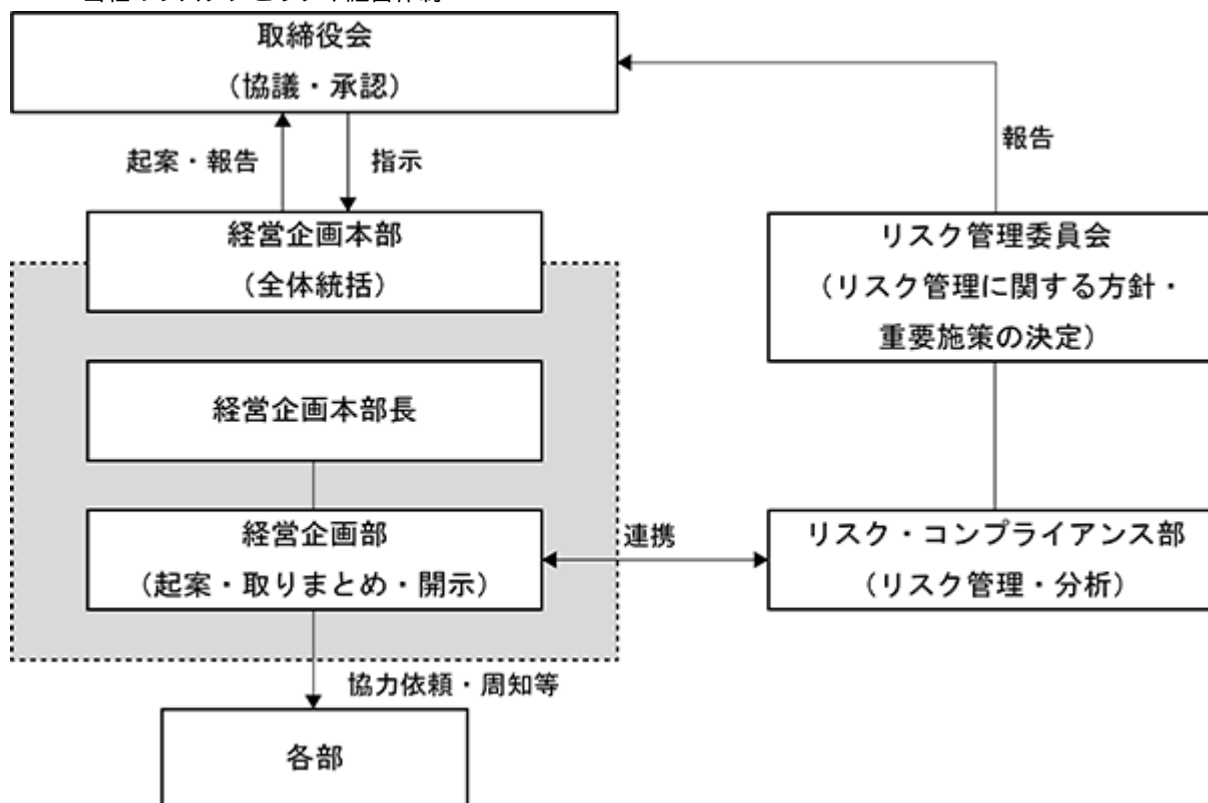 取締役会
（協議・承認）
起案・報告
指示
報告
経営企画本部
（全体統括）
リスク管理委員会
（リスク管理に関する方針・
重要施策の決定）
経営企画本部長
経営企画部
（起案・取りまとめ・開示）
連携
リスク・コンプライアンス部
（リスク管理・分析）
協力依頼・周知等
各部